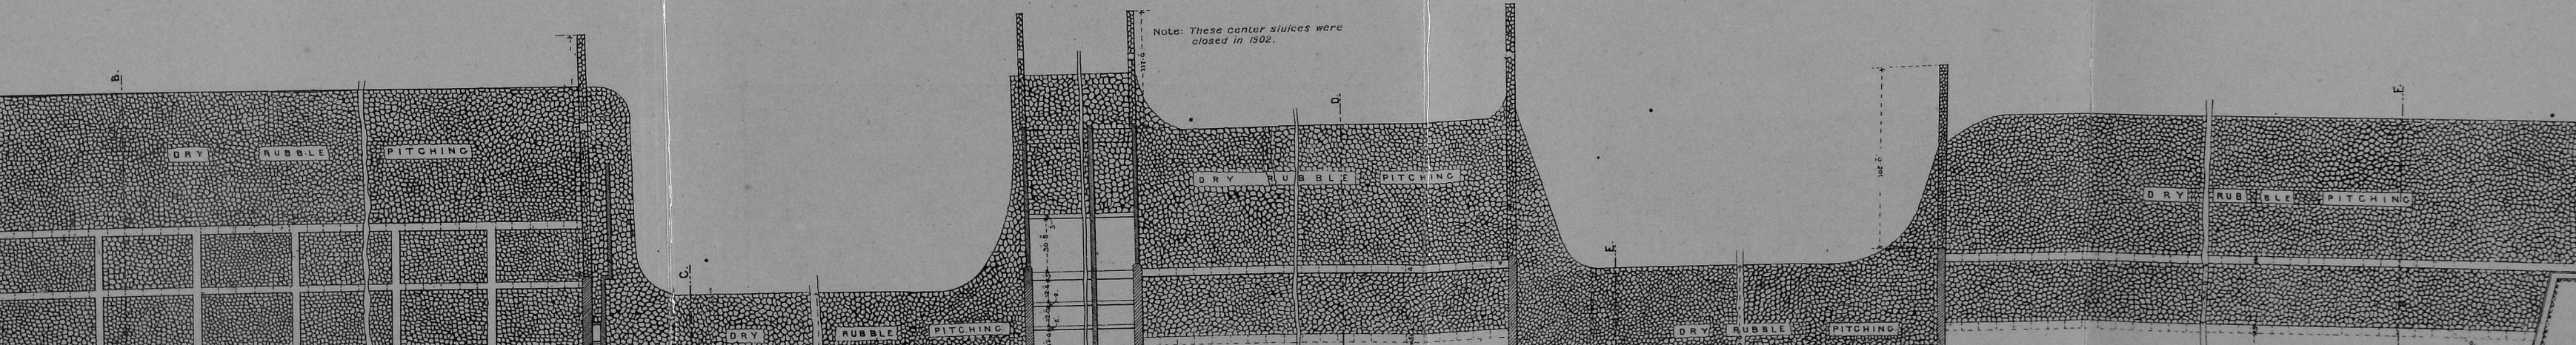 Note: These center sluices were
closed in 1902.
B.
D.
F.
DRY RUBBLE PITCHING
DRY RUBBLE PITCHING
DRY RUBBLE PITCHING
C.
E.
DRY RUBBLE PITCHING
DRY RUBBLE PITCHING